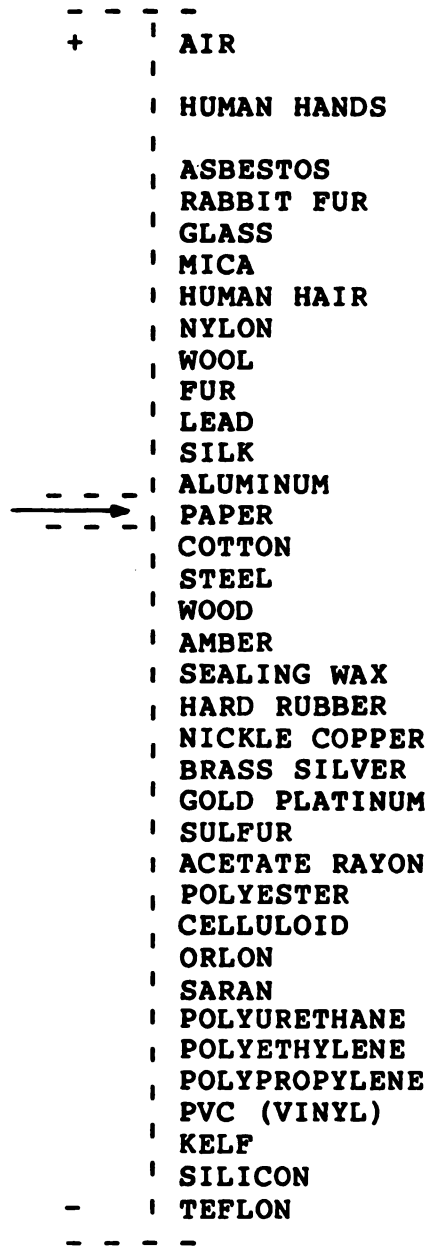 + AIR
HUMAN HANDS
ASBESTOS
RABBIT FUR
GLASS
MICA
HUMAN HAIR
NYLON
WOOL
FUR
LEAD
SILK
ALUMINUM
PAPER
COTTON
STEEL
WOOD
AMBER
SEALING WAX
HARD RUBBER
NICKLE COPPER
BRASS SILVER
GOLD PLATINUM
SULFUR
ACETATE RAYON
POLYESTER
CELLULOID
ORLON
SARAN
POLYURETHANE
POLYETHYLENE
POLYPROPYLENE
PVC (VINYL)
KELF
SILICON
- TEFLON